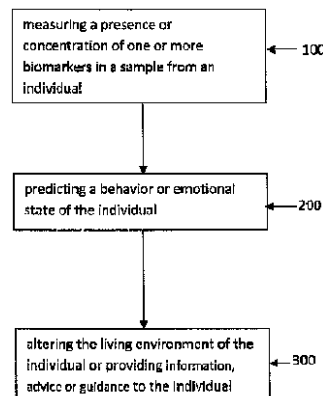 measuring a presence or
concentration of one or more
biomarkers in a sample from an
individual
100
predicting a behavior or emotional
state of the individual
200
altering the living environment of the
individual or providing information,
advice or guidance to the individual
300